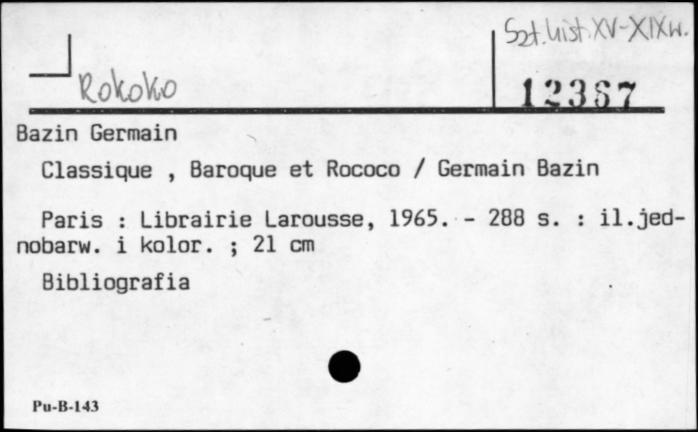 Szt. hist. XV-XIXw.
Rokoko
12367
Bazin Germain
Classique , Baroque et Rococo / Germain Bazin
Paris : Librairie Larousse, 1965. - 288 s. : il.jed-
nobarw. i kolor. ; 21 cm
Bibliografia
Pu-B-143